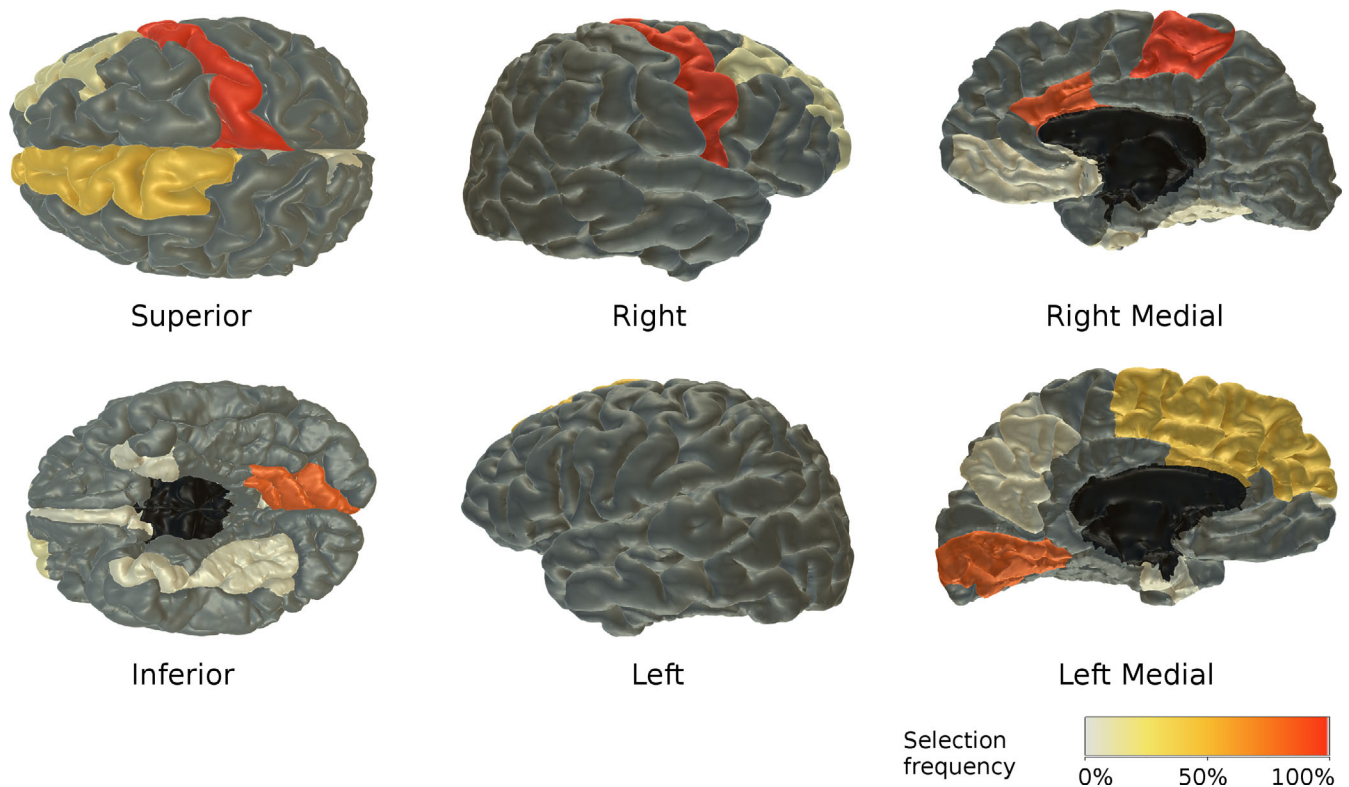 Superior
Right
Right Medial
Inferior
Left
Left Medial
Selection
frequency
0%
50%
100%